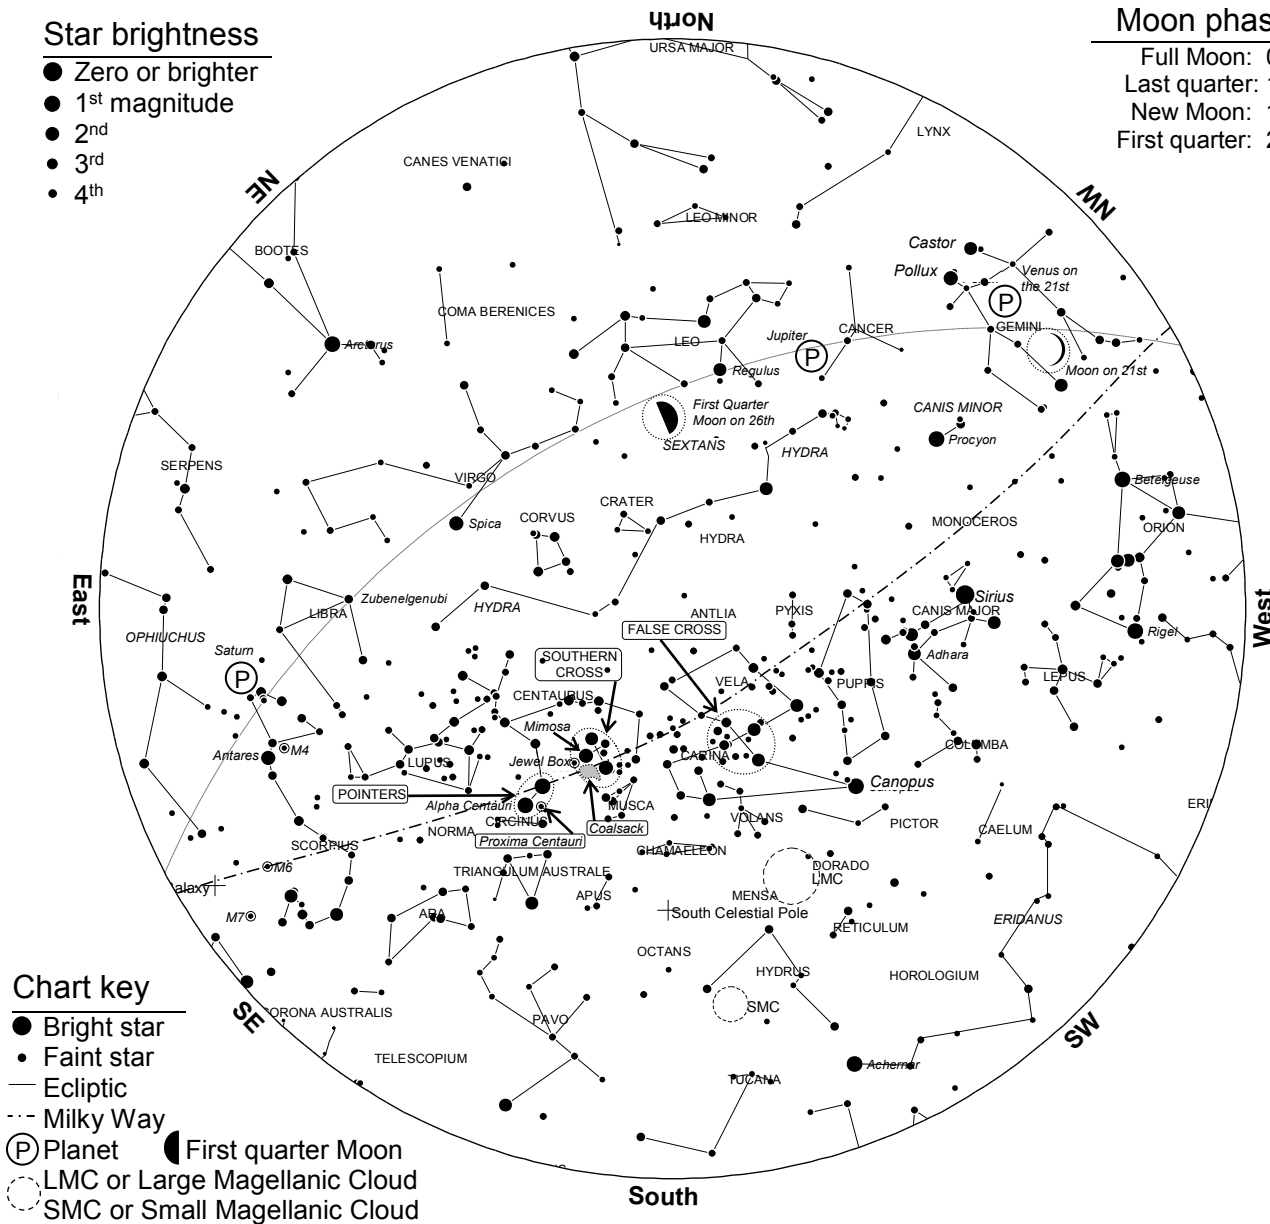 North
Star brightness
Zero or brighter
1st magnitude
2nd
3rd
4th
Moon phas
Full Moon: 0
Last quarter:
New Moon: 1
First quarter: 2
URSA MAJOR
LYNX
CANES VENATICI
NE
NW
LEO MINOR
BOOTES
Castor
Pollux
Venus on
the 21st
P
COMA BERENICES
Arcturus
LEO
Jupiter
P
CANCER
GEMINI
Regulus
Moon on 21st
First Quarter
Moon on 26th
SEXTANS
CANIS MINOR
Procyon
HYDRA
SERPENS
VIRGO
Betelgeuse
Spica
CORVUS
CRATER
HYDRA
MONOCEROS
ORION
East
Zubenelgenubi
LIBRA
HYDRA
ANTLIA
PYXIS
Sirius
CANIS MAJOR
Rigel
West
OPHIUCHUS
FALSE CROSS
Saturn
P
SOUTHERN
CROSS
Adhara
CENTAURUS
VELA
PUPPIS
LEPUS
Mimosa
Antares
M4
LUPUS
Jewel Box
CARINA
COLUMBA
Canopus
POINTERS
Alpha Centauri
MUSCA
CIRCINUS
VOLANS
PICTOR
CAELUM
ERI
NORMA
Proxima Centauri
Coalsack
SCORPIUS
CHAMAELEON
M6
TRIANGULUM AUSTRALE
DORADO
LMC
alaxy
APUS
MENSA
M7
ARA
South Celestial Pole
RETICULUM
ERIDANUS
OCTANS
HYDRUS
HOROLOGIUM
SMC
SE
ORONA AUSTRALIS
PAVO
SW
TELESCOPIUM
Achernar
TUCANA
South
Chart key
Bright star
Faint star
Ecliptic
Milky Way
P Planet
First quarter Moon
LMC or Large Magellanic Cloud
SMC or Small Magellanic Cloud